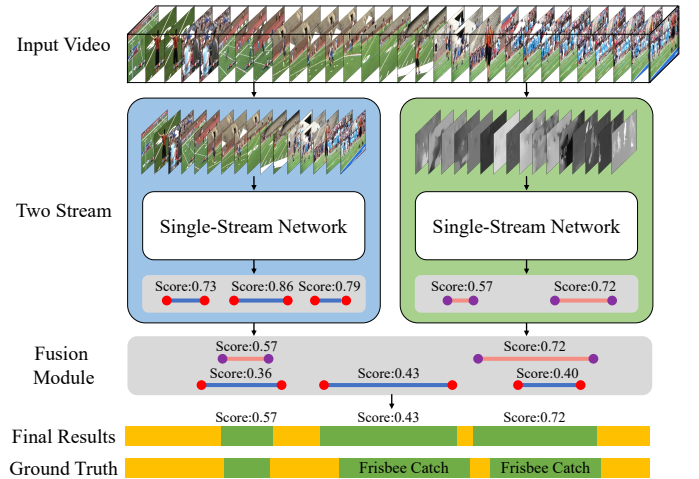 Input Video
Two Stream
Single-Stream Network
Single-Stream Network
Score:0.73 Score:0.86 Score:0.79
Score:0.57 Score:0.72
Fusion
Module
Score:0.57 Score:0.72
Score:0.36 Score:0.43 Score:0.40
Score:0.57 Score:0.43 Score:0.72
Final Results
Ground Truth
Frisbee Catch Frisbee Catch